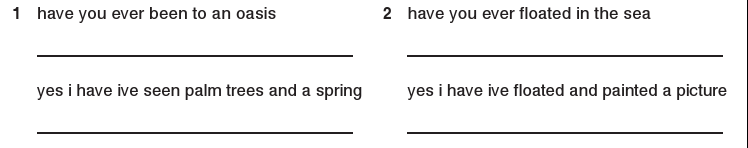 1 have you ever been to an oasis
yes i have ive seen palm trees and a spring
2 have you ever floated in the sea
yes i have ive floated and painted a picture